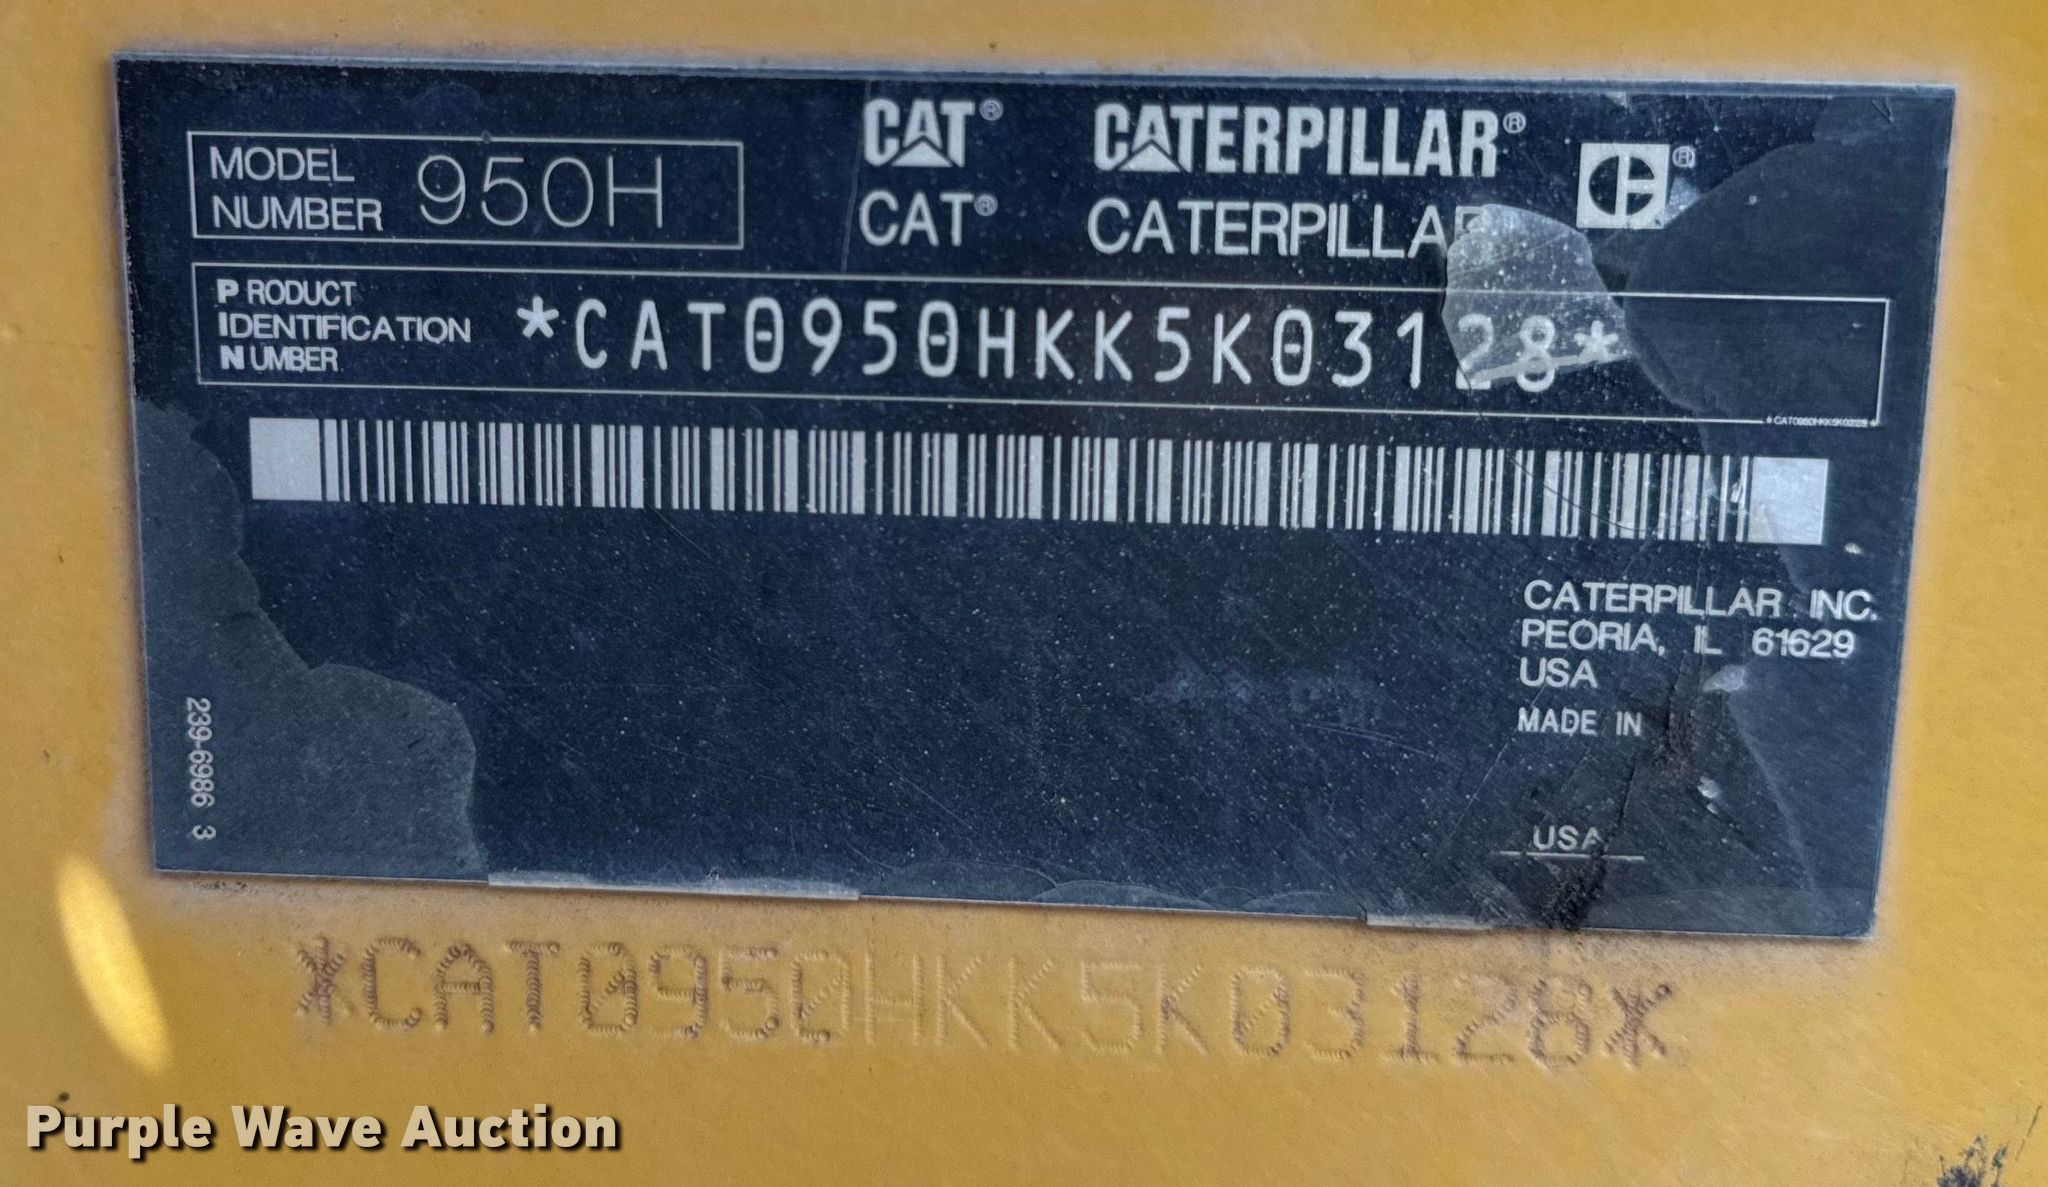 MODEL NUMBER 950H
CAT® CATERPILLAR® ®
CAT® CATERPILLAR
PRODUCT
IDENTIFICATION
NUMBER
*CAT0950HKK5K03128*
*CAT0950HKK5K03128*
CATERPILLAR INC.
PEORIA, IL 61629
USA
MADE IN
USA
239-6986 3
*CAT0950HKK5K03128*
Purple Wave Auction